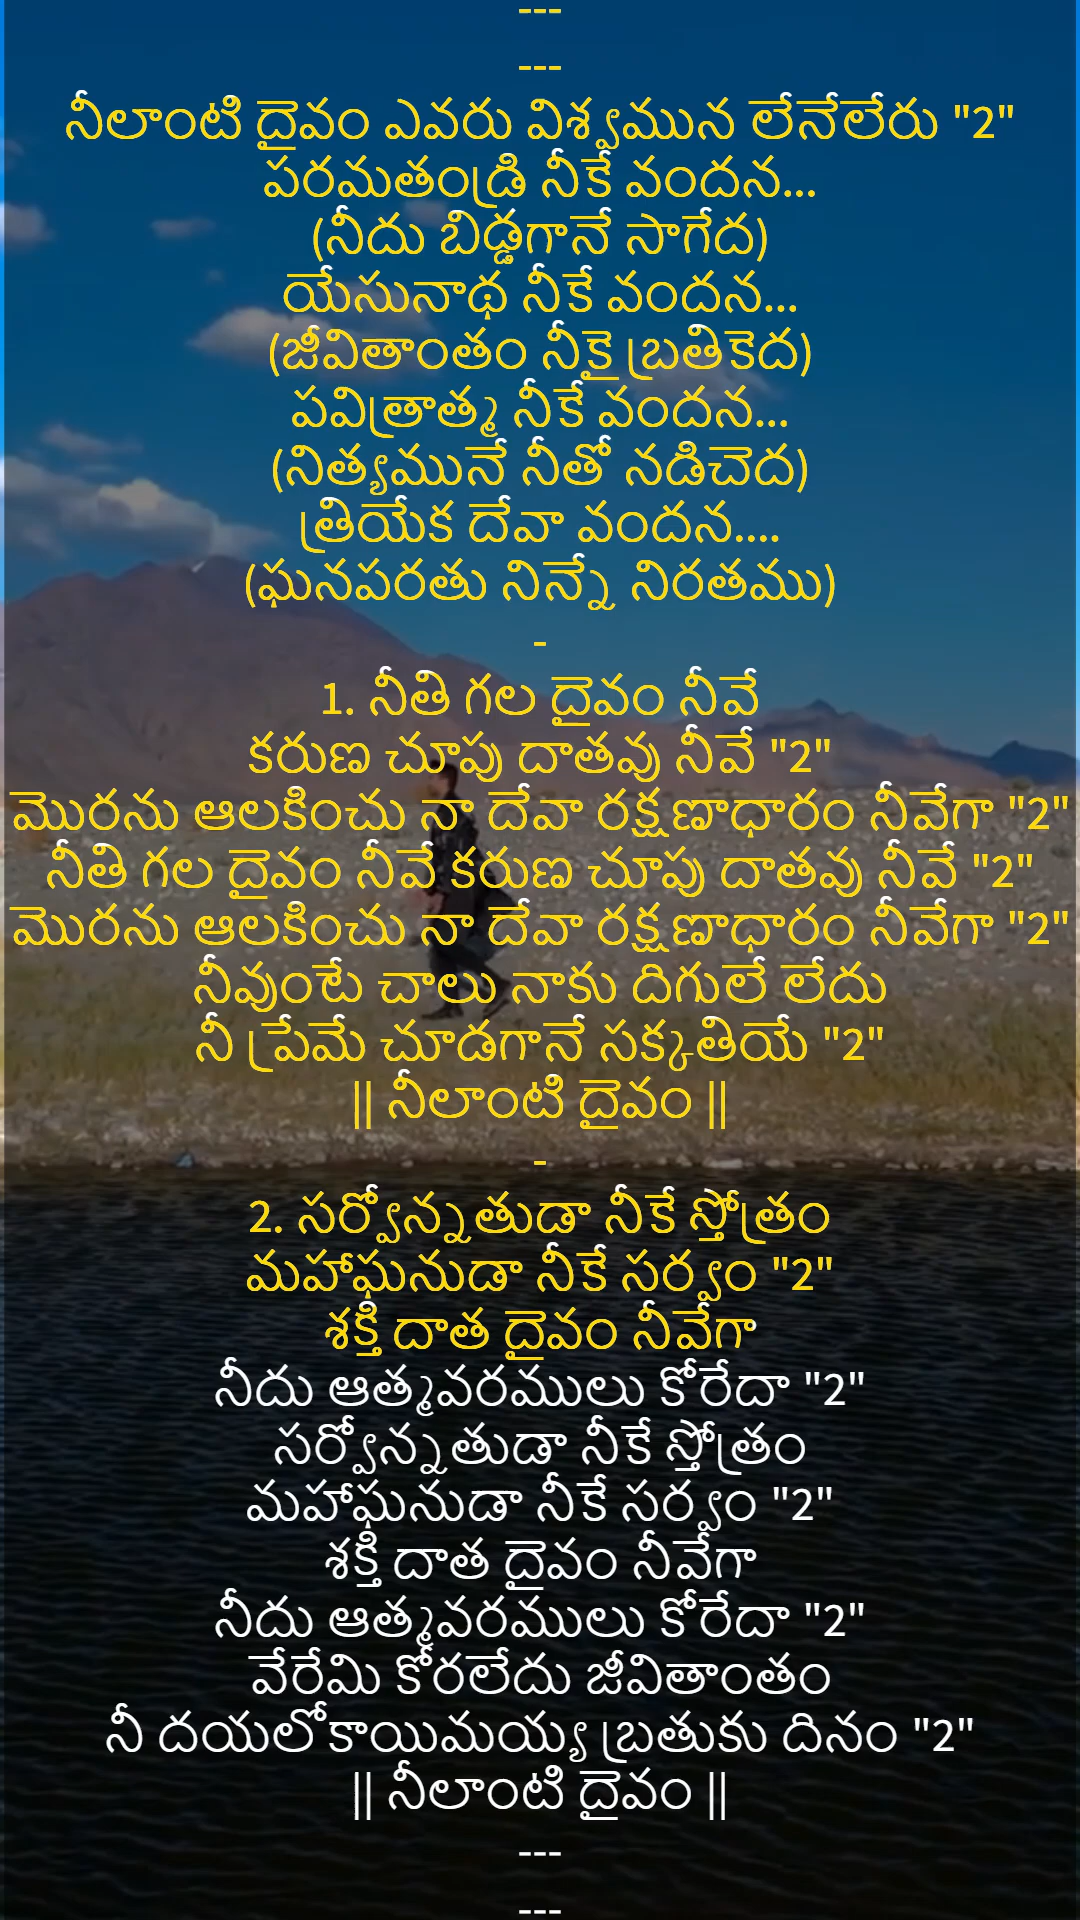 ---
---
నీలాంటి దైవం ఎవరు విశ్వమున లేనేలేరు "2"
పరమతండ్రి నీకే వందన...
(నీదు బిడ్డగానే సాగేద)
యేసునాథ నీకే వందన...
(జీవితాంతం నీకై బ్రతికెద)
పవిత్రాత్మ నీకే వందన...
(నిత్యమునే నీతో నడిచెద)
త్రియేక దేవా వందన....
(ఘనపరతు నిన్నే నిరతము)
-
1. నీతి గల దైవం నీవే
కరుణ చూపు దాతవు నీవే "2"
మొరను ఆలకించు నా దేవా రక్షణాధారం నీవేగా "2"
నీతి గల దైవం నీవే కరుణ చూపు దాతవు నీవే "2"
మొరను ఆలకించు నా దేవా రక్షణాధారం నీవేగా "2"
నీవుంటే చాలు నాకు దిగులే లేదు
నీ ప్రేమే చూడగానే సక్కతియే "2"
|| నీలాంటి దైవం ||
-
2. సర్వోన్నతుడా నీకే స్తోత్రం
మహాఘనుడా నీకే సర్వం "2"
శక్తి దాత దైవం నీవేగా
నీదు ఆత్మవరములు కోరేదా "2"
సర్వోన్నతుడా నీకే స్తోత్రం
మహాఘనుడా నీకే సర్వం "2"
శక్తి దాత దైవం నీవేగా
నీదు ఆత్మవరములు కోరేదా "2"
వేరేమి కోరలేదు జీవితాంతం
నీ దయలోకాయిమయ్య బ్రతుకు దినం "2"
|| నీలాంటి దైవం ||
---
---